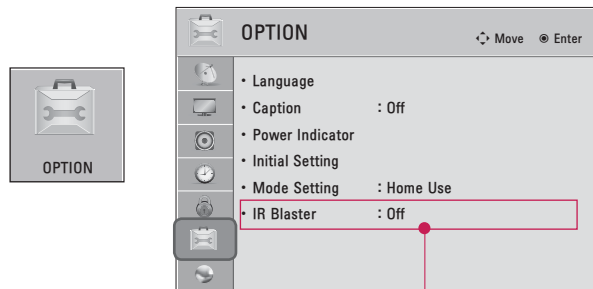 OPTION
OPTION
Move Enter
• Language
• Caption : Off
• Power Indicator
• Initial Setting
• Mode Setting : Home Use
• IR Blaster : Off